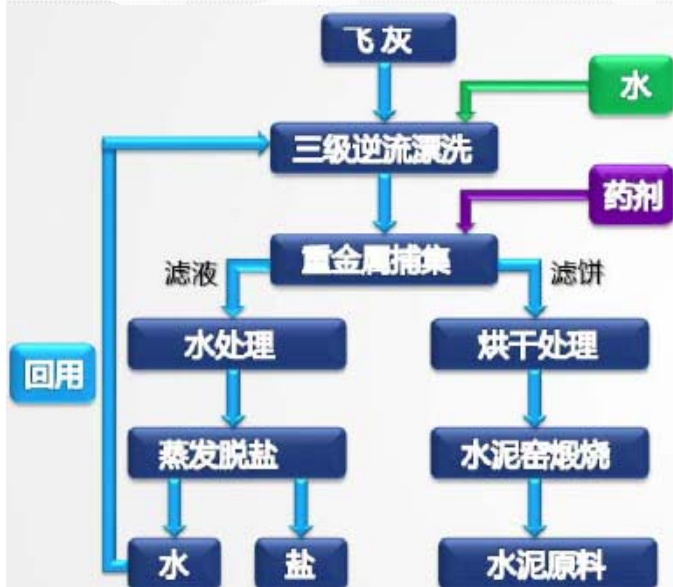 飞灰
水
三级逆流漂洗
药剂
重金属捕集
滤液
滤饼
水处理
烘干处理
回用
蒸发脱盐
水泥窑煅烧
水
盐
水泥原料